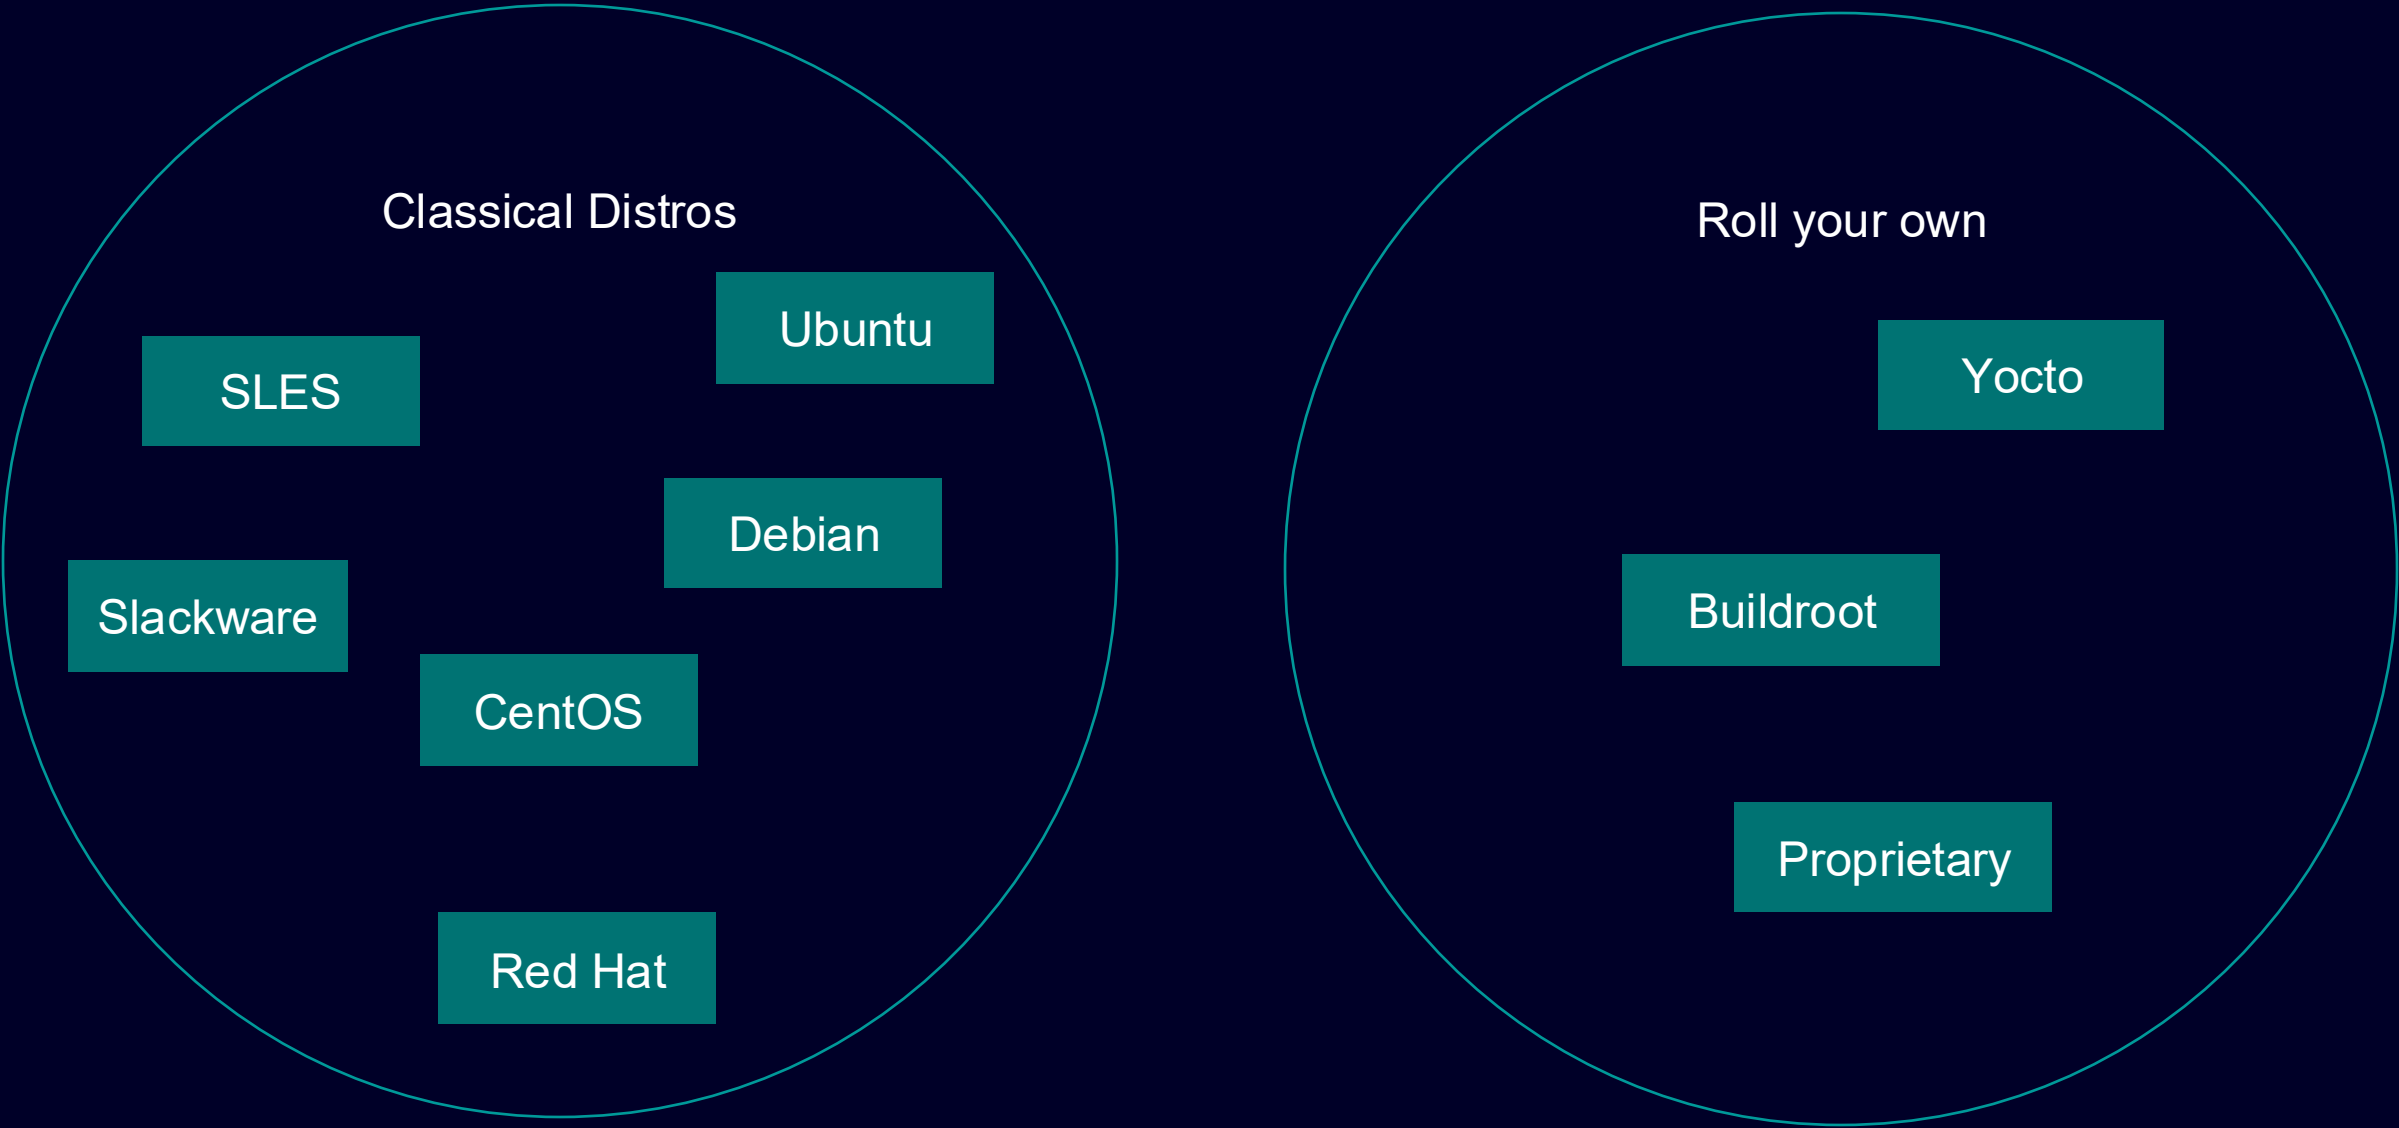 Classical Distros
Ubuntu
SLES
Debian
Slackware
CentOS
Red Hat
Roll your own
Yocto
Buildroot
Proprietary